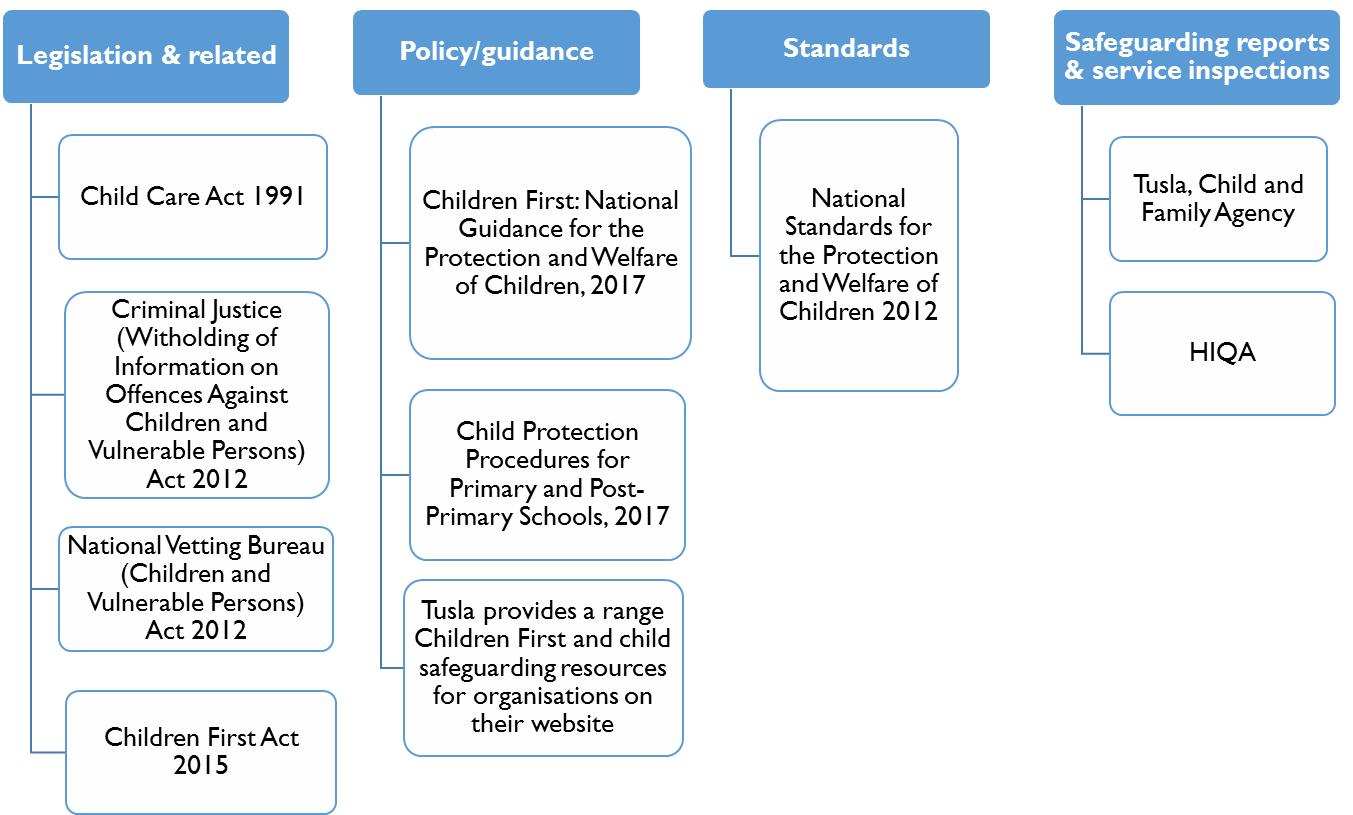 Legislation & related
Child Care Act 1991
Criminal Justice
(Witholding of
Information on
Offences Against
Children and
Vulnerable Persons)
Act 2012
National Vetting Bureau
(Children and
Vulnerable Persons)
Act 2012
Children First Act
2015
Policy/guidance
Children First: National
Guidance for the
Protection and Welfare
of Children, 2017
Child Protection
Procedures for
Primary and Post-
Primary Schools, 2017
Tusla provides a range
Children First and child
safeguarding resources
for organisations on
their website
Standards
National
Standards for
the Protection
and Welfare of
Children 2012
Safeguarding reports
& service inspections
Tusla, Child and
Family Agency
HIQA